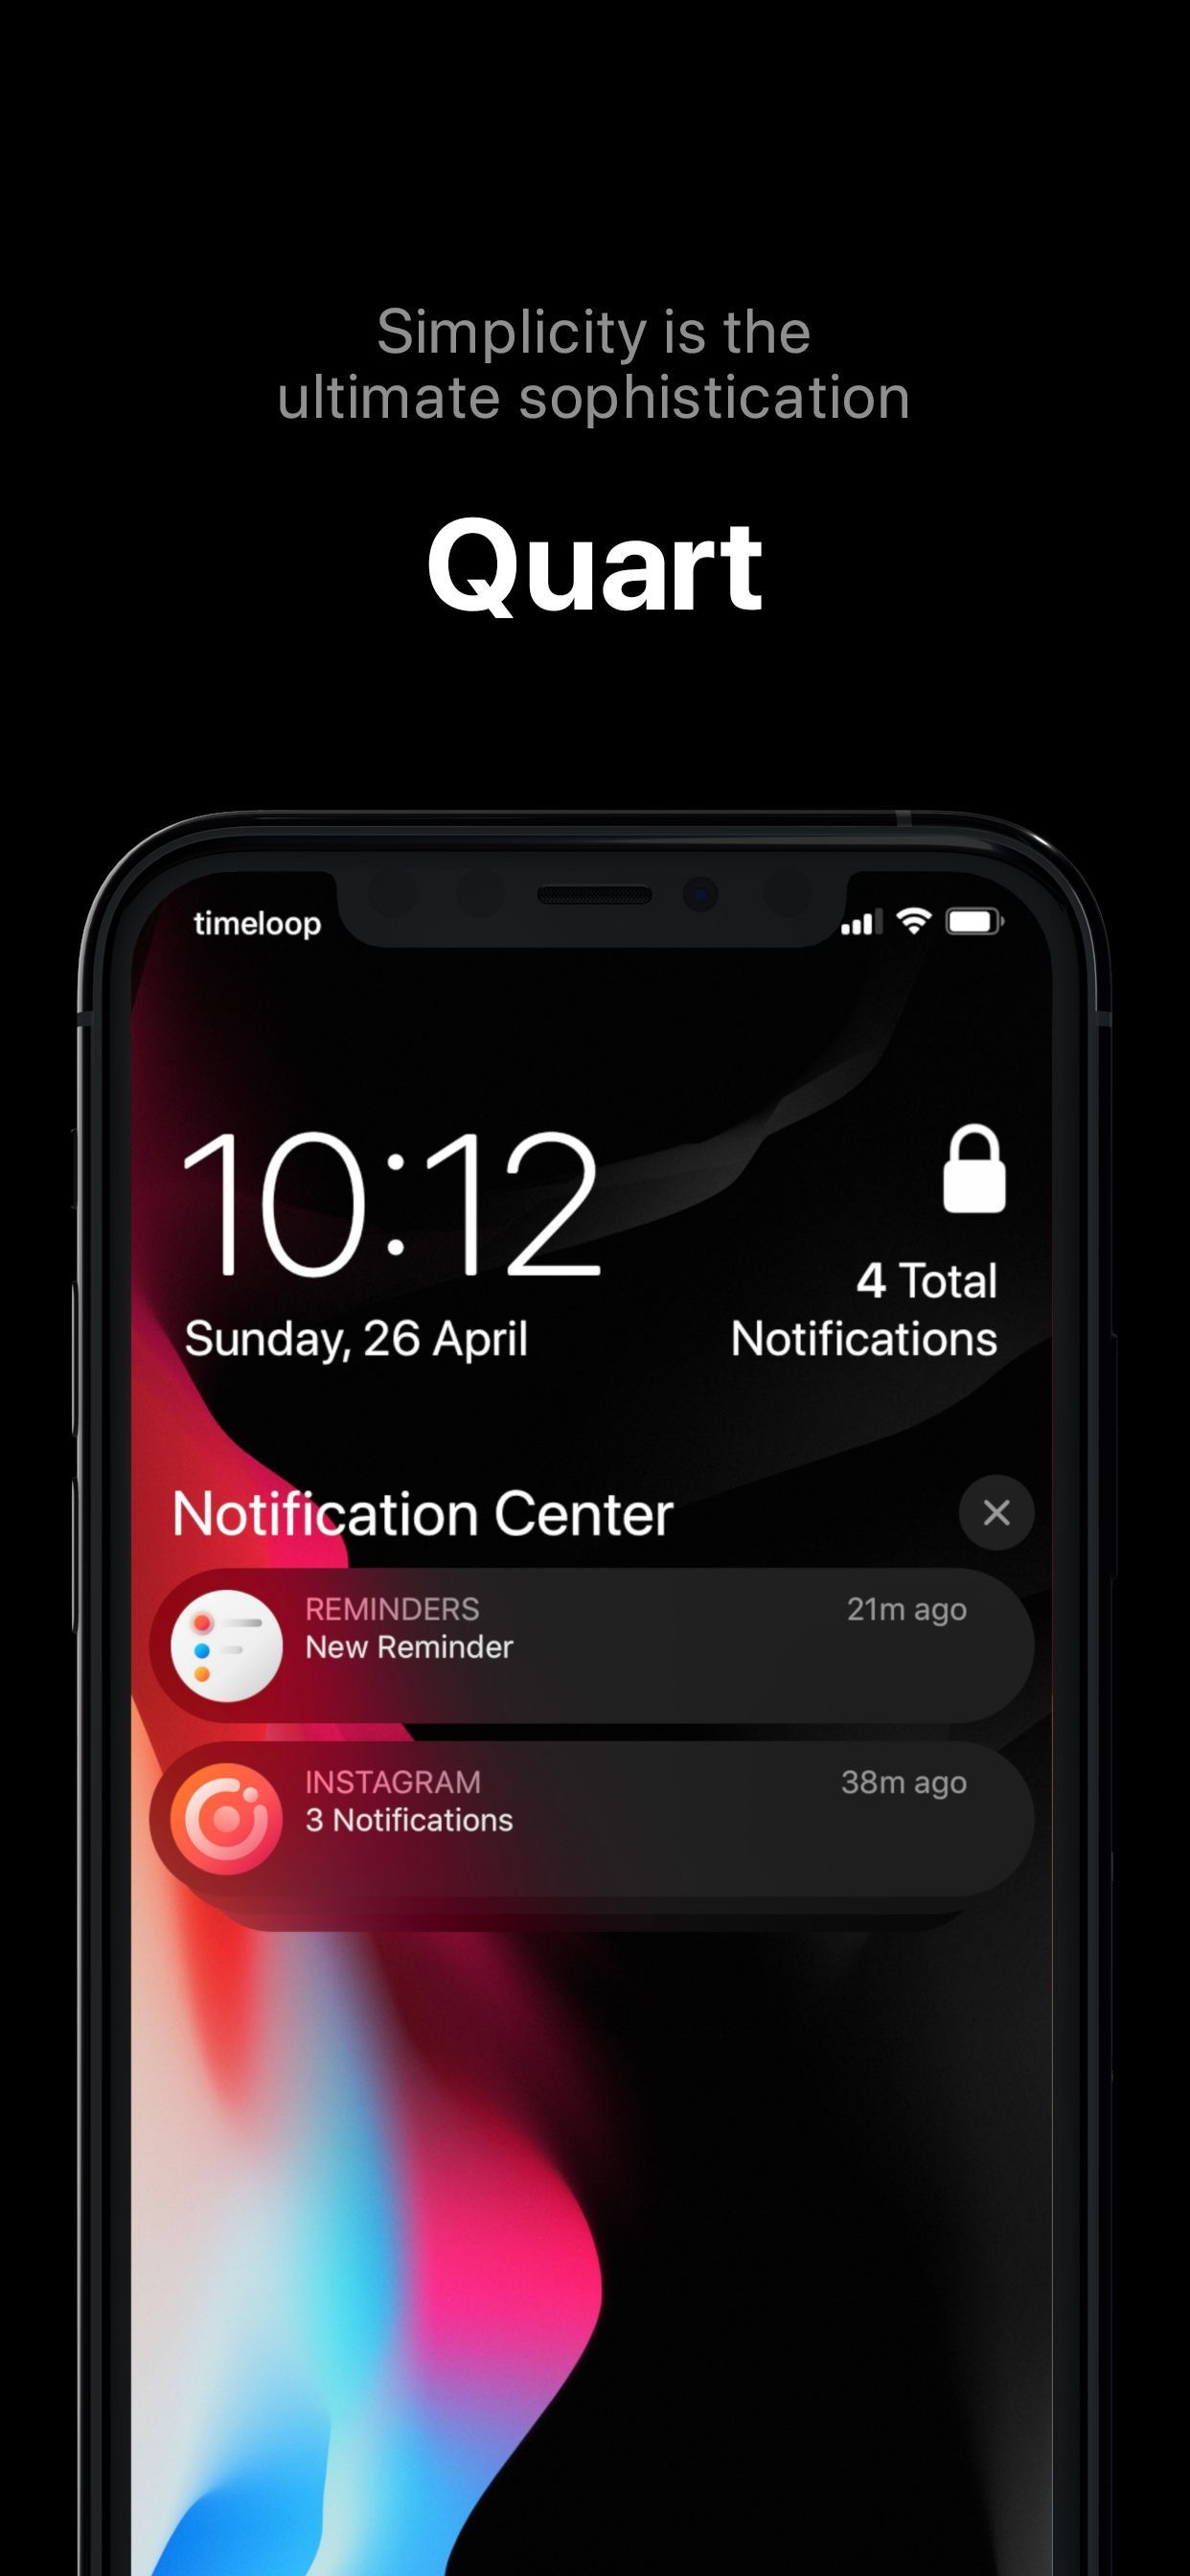 Simplicity is the
ultimate sophistication
Quart
timeloop
10:12
Sunday, 26 April
4 Total
Notifications
Notification Center
REMINDERS 21m ago
New Reminder
INSTAGRAM 38m ago
3 Notifications